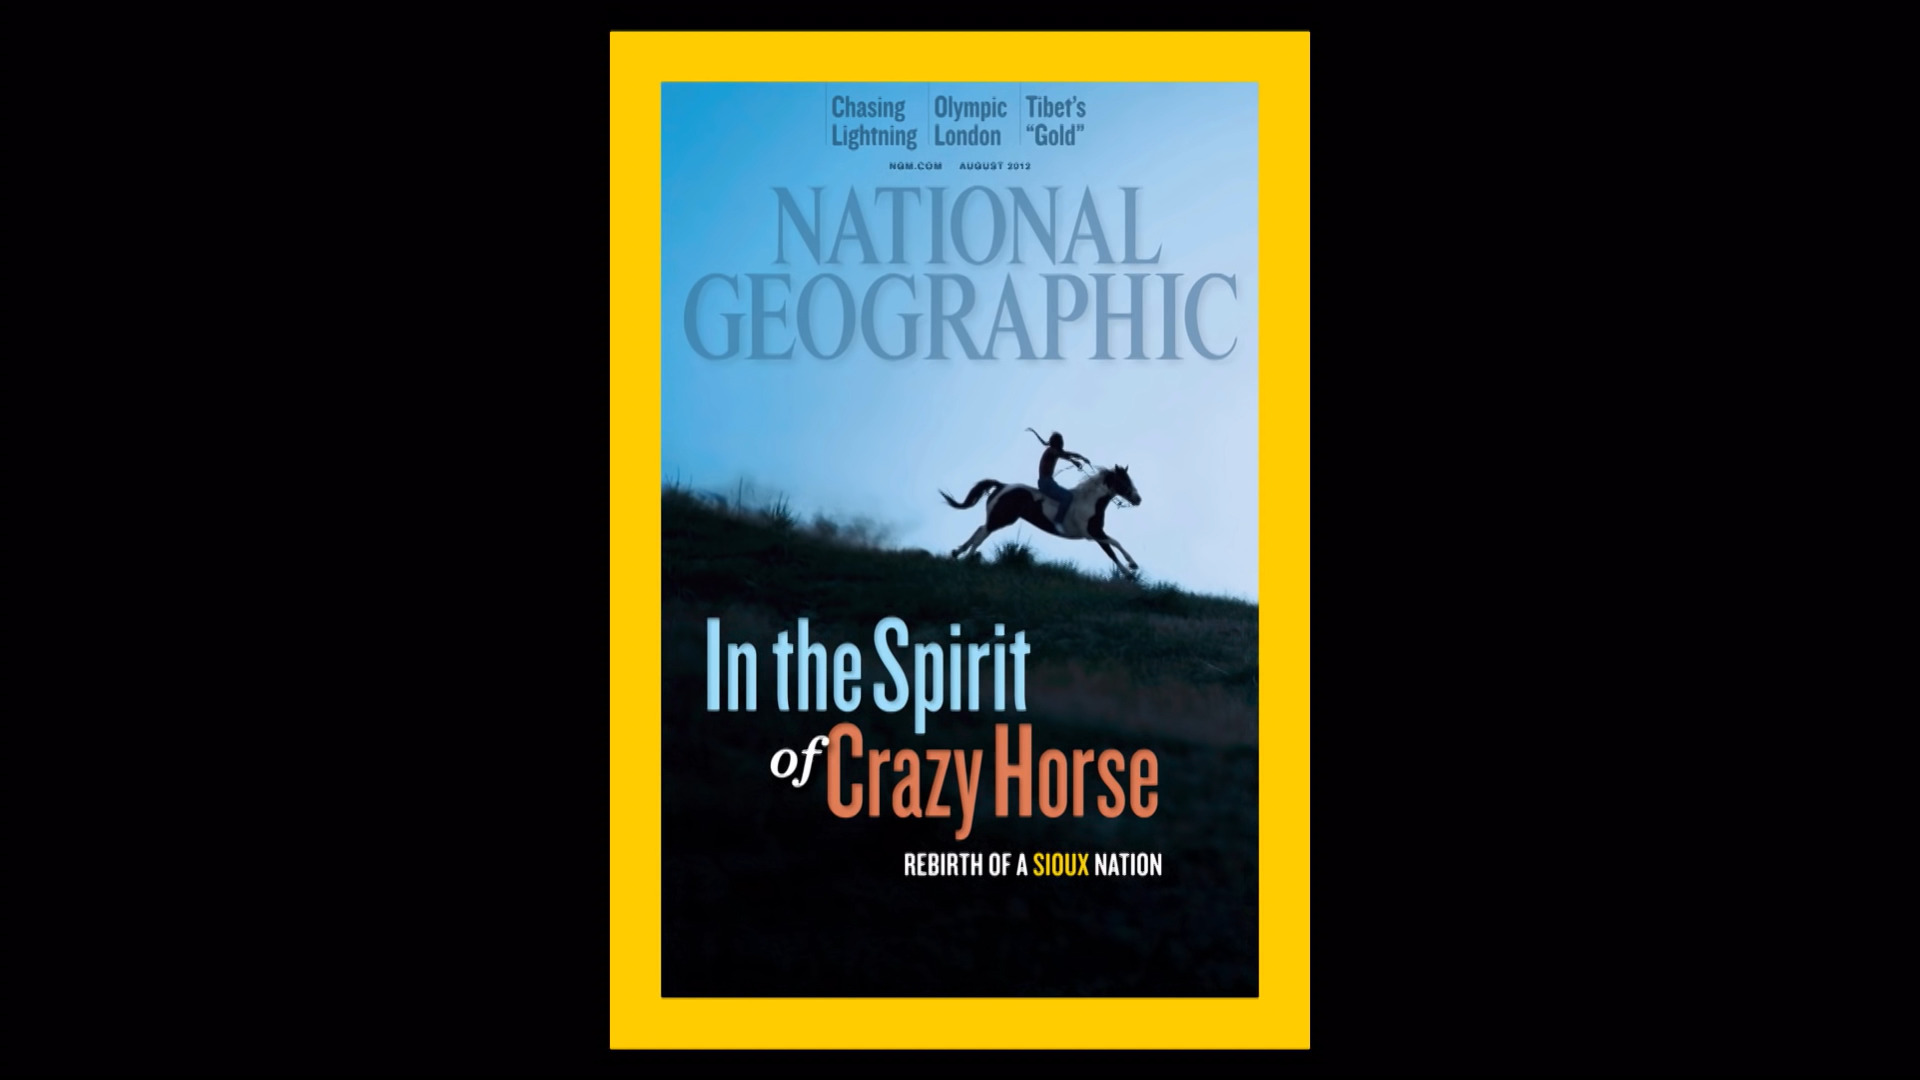 Chasing Lightning
Olympic London
Tibet's "Gold"
NGM.COM AUGUST 2012
NATIONAL
GEOGRAPHIC
In the Spirit
of Crazy Horse
REBIRTH OF A SIOUX NATION